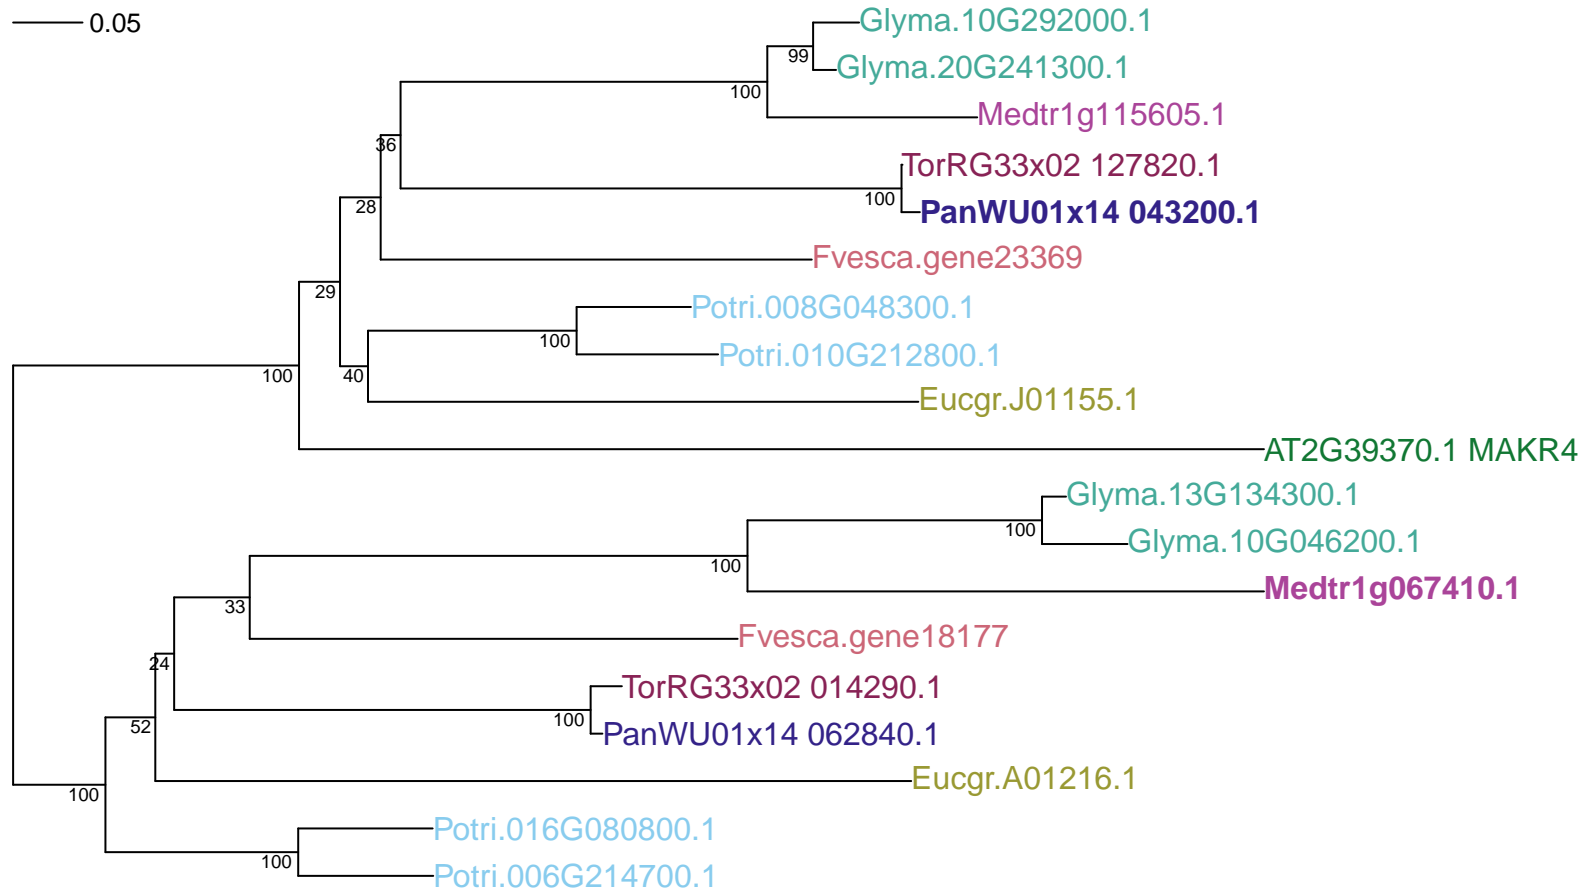 0.05
Glyma.10G292000.1
99
Glyma.20G241300.1
100
Medtr1g115605.1
36
TorRG33x02 127820.1
100
PanWU01x14 043200.1
28
Fvesca.gene23369
29
Potri.008G048300.1
100
Potri.010G212800.1
100
40
Eucgr.J01155.1
AT2G39370.1 MAKR4
Glyma.13G134300.1
100
Glyma.10G046200.1
100
Medtr1g067410.1
33
Fvesca.gene18177
24
TorRG33x02 014290.1
100
PanWU01x14 062840.1
52
Eucgr.A01216.1
100
Potri.016G080800.1
100
Potri.006G214700.1